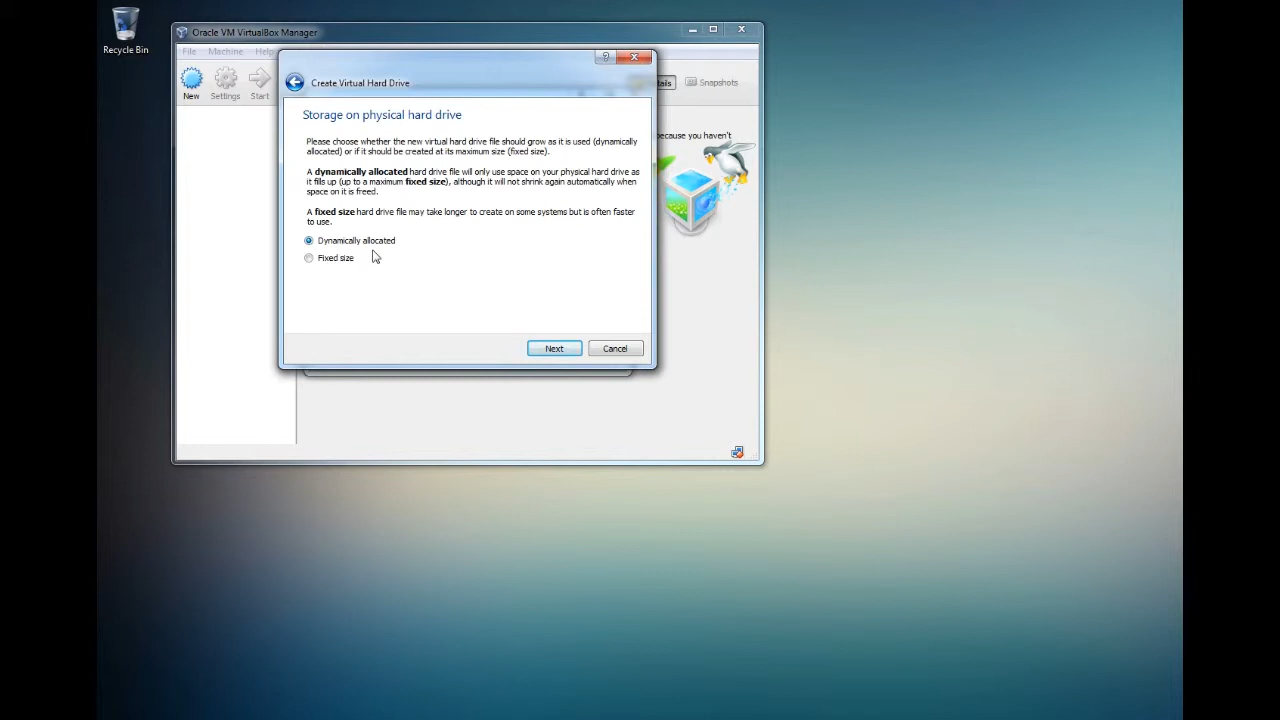 Recycle Bin
Oracle VM VirtualBox Manager
File Machine Help
New Settings Start
Snapshots
Create Virtual Hard Drive
Storage on physical hard drive
Please choose whether the new virtual hard drive file should grow as it is used (dynamically
allocated) or if it should be created at its maximum size (fixed size).
A dynamically allocated hard drive file will only use space on your physical hard drive as
it fills up (up to a maximum fixed size), although it will not shrink again automatically when
space on it is freed.
A fixed size hard drive file may take longer to create on some systems but is often faster
to use.
Dynamically allocated
Fixed size
Next Cancel
because you haven't